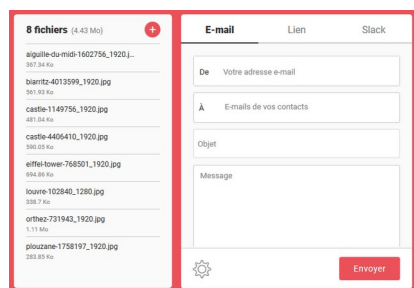 8 fichiers (4.43 Mo)
+
aiguille-du-midi-1602756_1920.j...
367.34 Ko
biarritz-4013599_1920.jpg
561.93 Ko
castle-1149756_1920.jpg
481.04 Ko
castle-4406410_1920.jpg
590.05 Ko
eiffel-tower-768501_1920.jpg
694.86 Ko
louvre-102840_1280.jpg
338.7 Ko
orthez-731943_1920.jpg
1.11 Mo
plouzane-1758197_1920.jpg
283.85 Ko
E-mail Lien Slack
De Votre adresse e-mail
À E-mails de vos contacts
Objet
Message
Envoyer